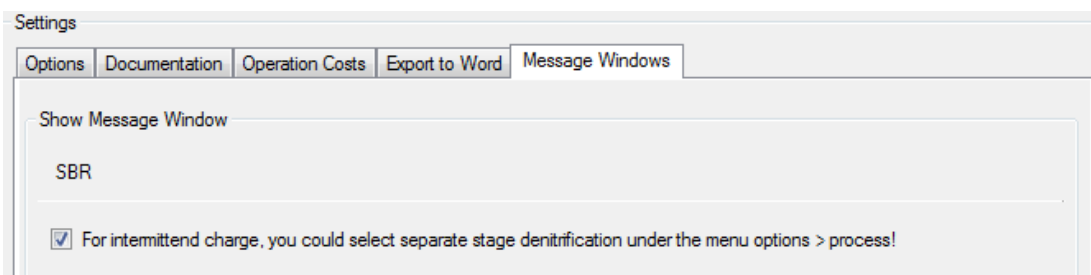 Settings
Options Documentation Operation Costs Export to Word Message Windows
Show Message Window
SBR
For intermittend charge, you could select separate stage denitrification under the menu options > process!